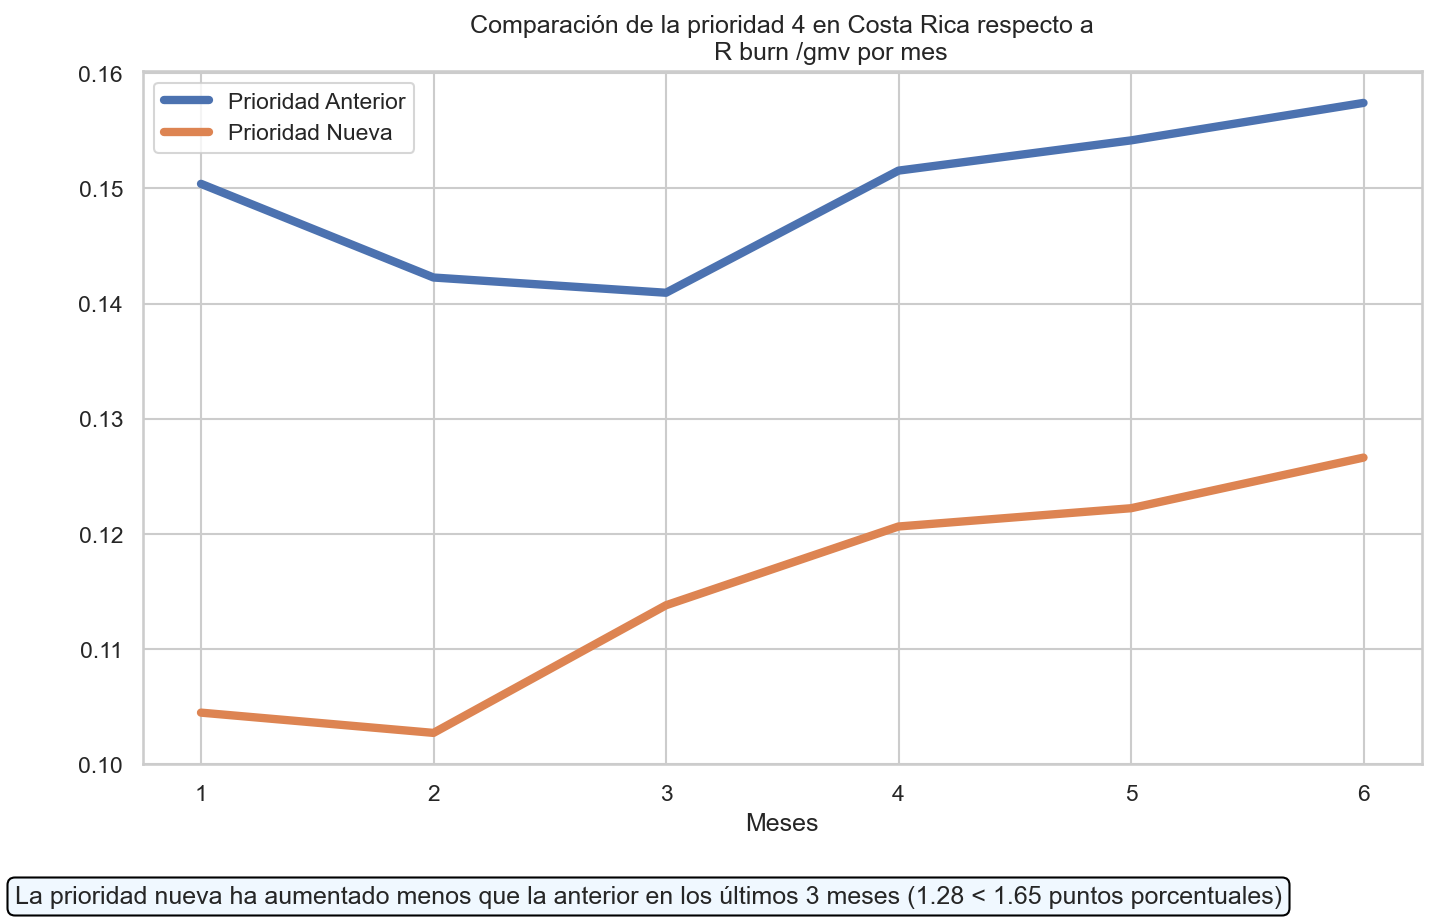 Comparación de la prioridad 4 en Costa Rica respecto a
R burn /gmv por mes
0.16
0.15
0.14
0.13
0.12
0.11
0.10
Prioridad Anterior
Prioridad Nueva
1 2 3 4 5 6
Meses
La prioridad nueva ha aumentado menos que la anterior en los últimos 3 meses (1.28 < 1.65 puntos porcentuales)